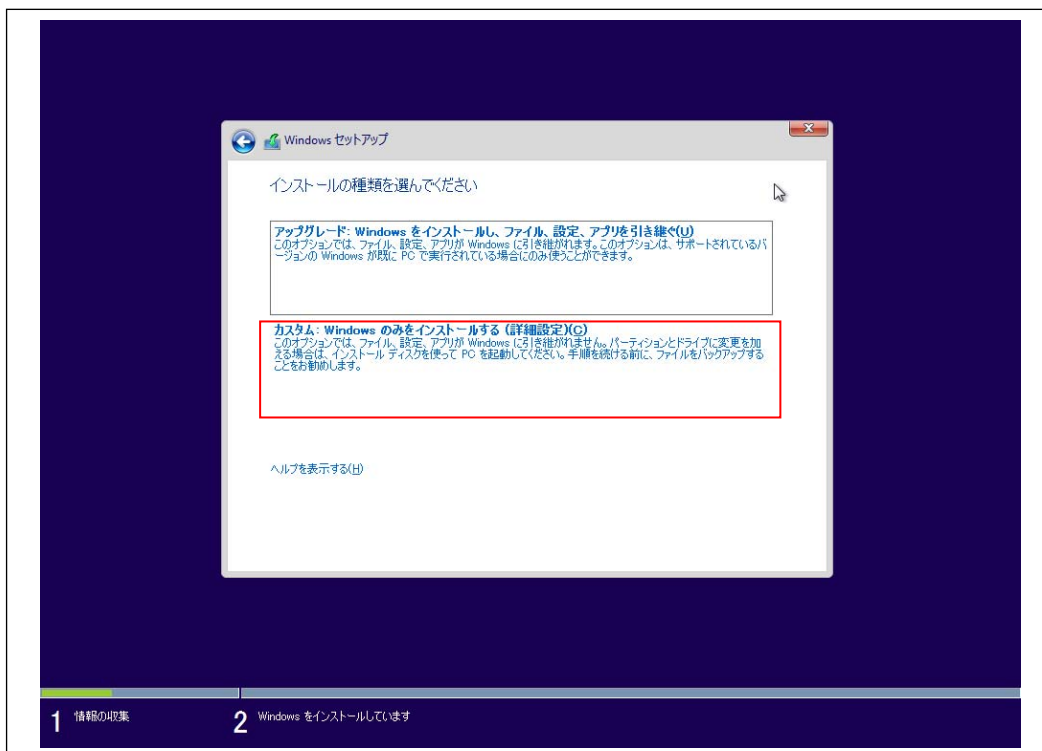 Windows セットアップ
インストールの種類を選んでください
アップグレード: Windows をインストールし、ファイル、設定、アプリを引き継ぐ(U)
このオプションでは、ファイル、設定、アプリが Windows に引き継がれます。このオプションは、サポートされているバ
ージョンの Windows が既に PC で実行されている場合にのみ使うことができます。
カスタム: Windows のみをインストールする (詳細設定)(C)
このオプションでは、ファイル、設定、アプリが Windows に引き継がれません。パーティションとドライブに変更を加
える場合は、インストール ディスクを使って PC を起動してください。手順を続ける前に、ファイルをバックアップする
ことをお勧めします。
ヘルプを表示する(H)
1 情報の収集
2 Windows をインストールしています